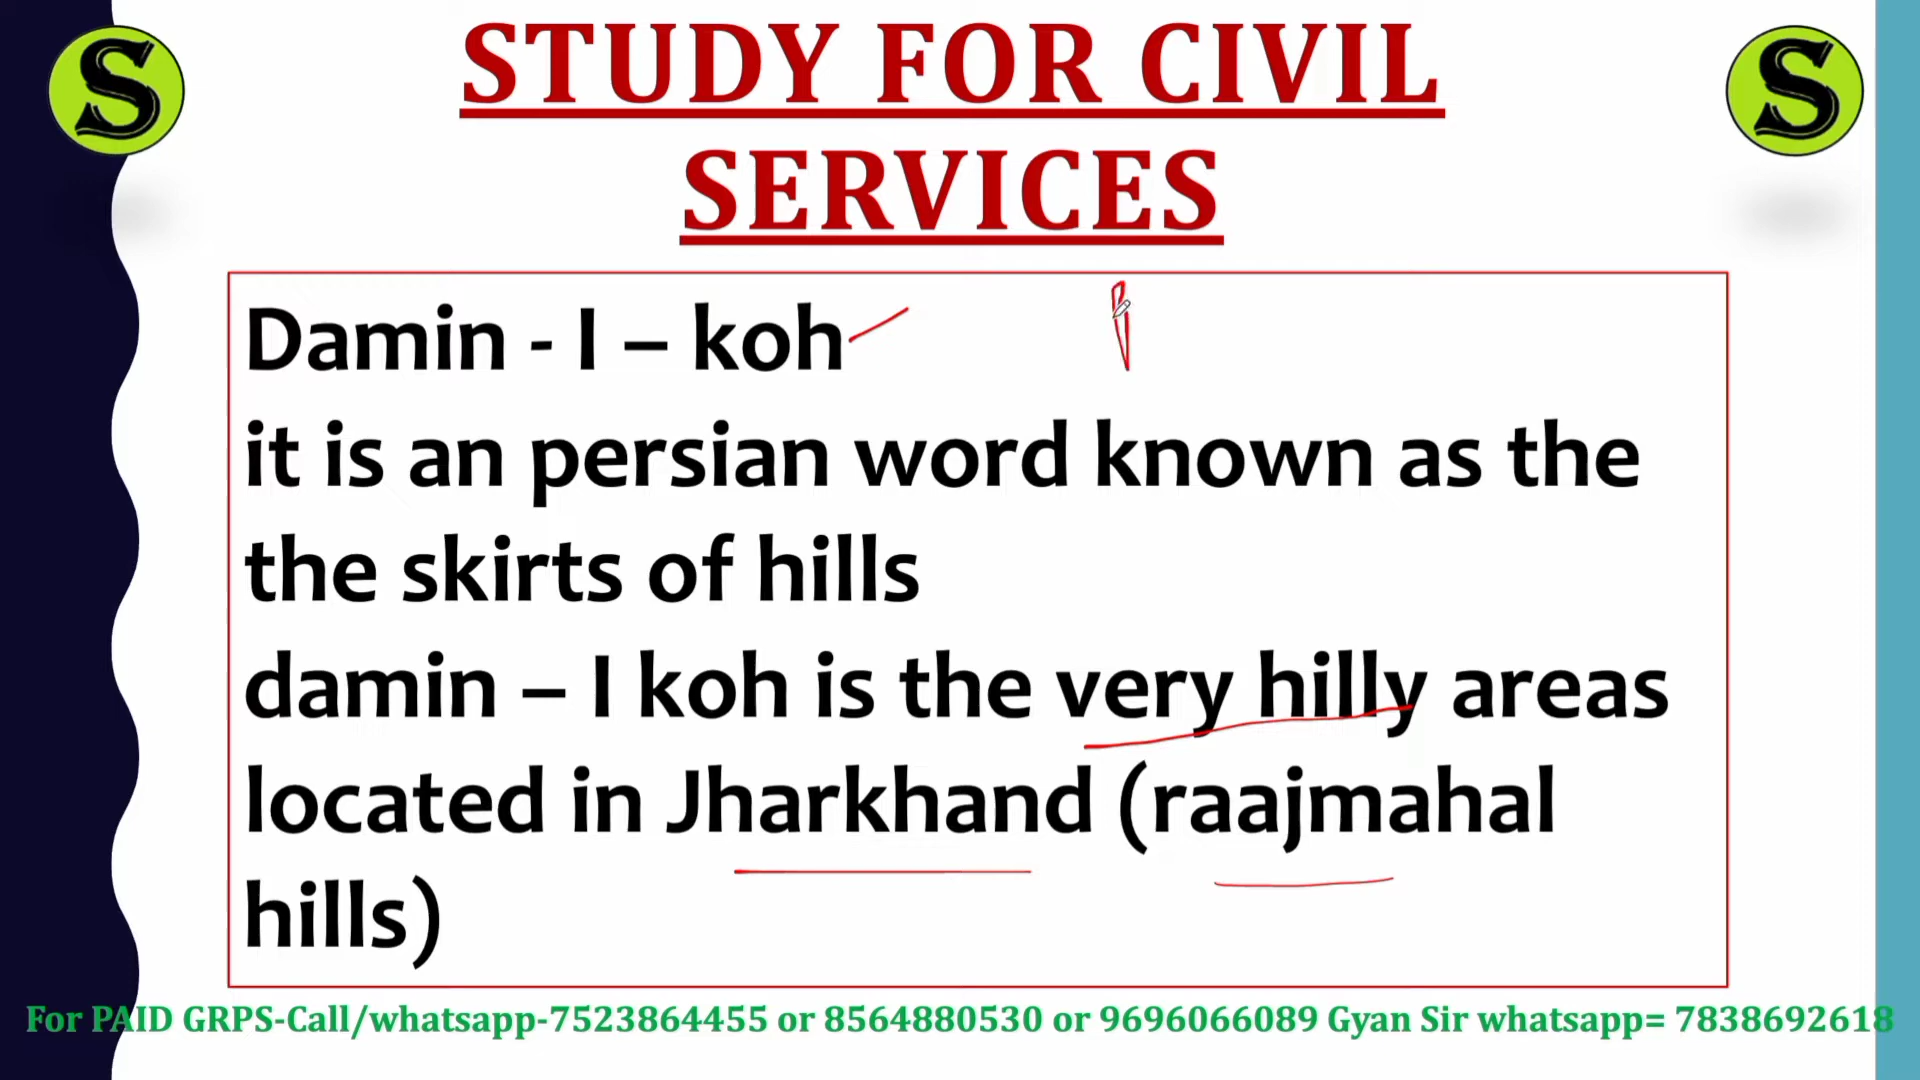 S
S
STUDY FOR CIVIL
SERVICES
Damin - I – koh
it is an persian word known as the
the skirts of hills
damin – I koh is the very hilly areas
located in Jharkhand (raajmahal
hills)
For PAID GRPS-Call/whatsapp-7523864455 or 8564880530 or 9696066089 Gyan Sir whatsapp= 7838692618